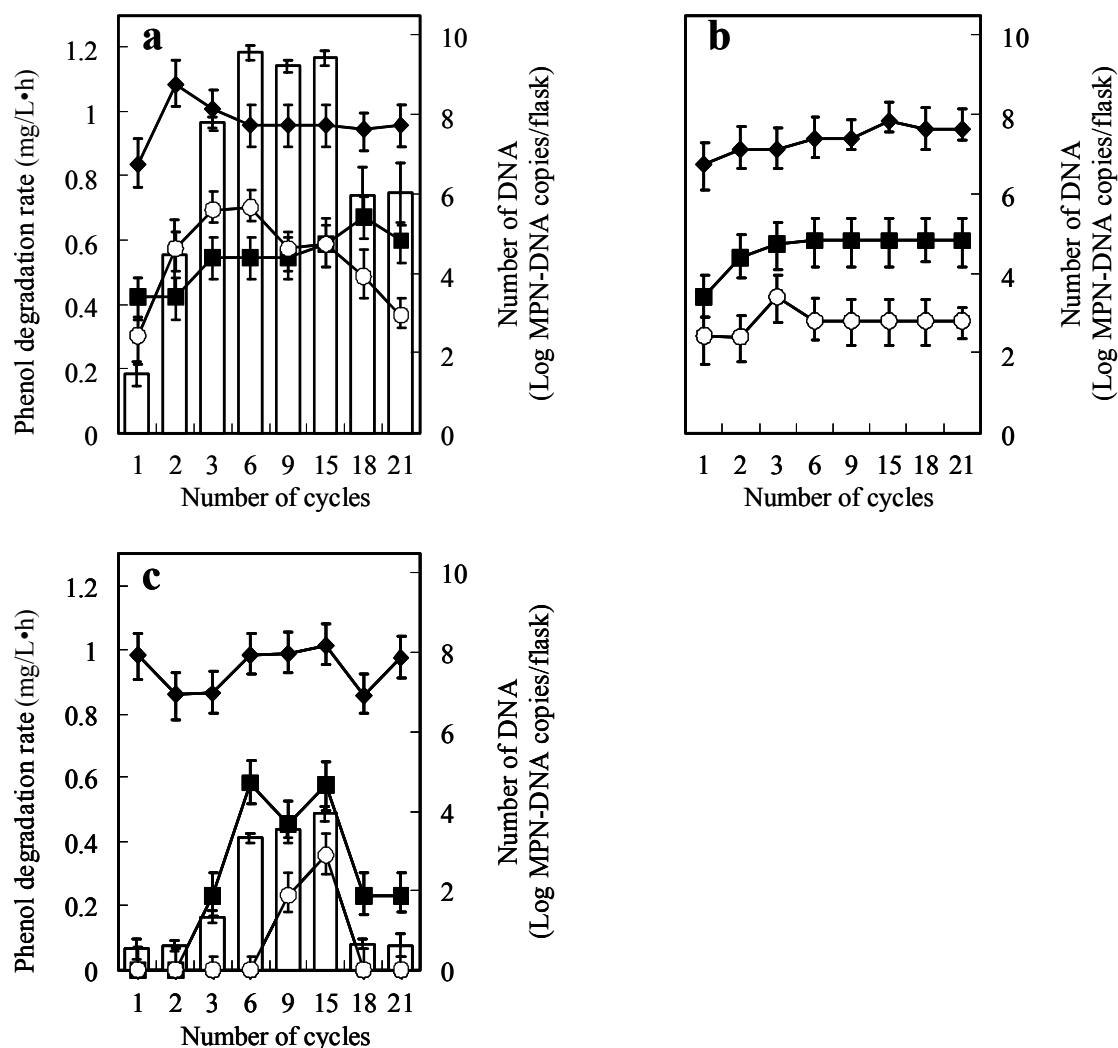 a
1.2
1
0.8
0.6
0.4
0.2
0
Phenol degradation rate (mg/L•h)
10
8
6
4
2
0
Number of DNA
(Log MPN-DNA copies/flask)
1 2 3 6 9 15 18 21
Number of cycles
b
10
8
6
4
2
0
Number of DNA
(Log MPN-DNA copies/flask)
1 2 3 6 9 15 18 21
Number of cycles
c
1.2
1
0.8
0.6
0.4
0.2
0
Phenol degradation rate (mg/L•h)
10
8
6
4
2
0
Number of DNA
(Log MPN-DNA copies/flask)
1 2 3 6 9 15 18 21
Number of cycles